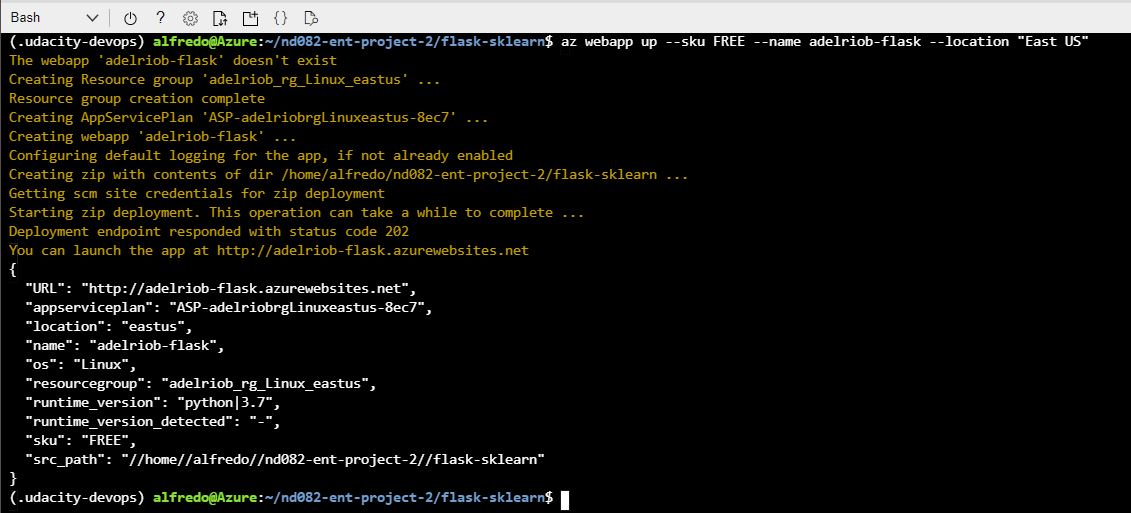 Bash
(.udacity-devops) alfredo@Azure:~/nd082-ent-project-2/flask-sklearn$ az webapp up --sku FREE --name adelriob-flask --location "East US"
The webapp 'adelriob-flask' doesn't exist
Creating Resource group 'adelriob_rg_Linux_eastus' ...
Resource group creation complete
Creating AppServicePlan 'ASP-adelriobrgLinuxeastus-8ec7' ...
Creating webapp 'adelriob-flask' ...
Configuring default logging for the app, if not already enabled
Creating zip with contents of dir /home/alfredo/nd082-ent-project-2/flask-sklearn ...
Getting scm site credentials for zip deployment
Starting zip deployment. This operation can take a while to complete ...
Deployment endpoint responded with status code 202
You can launch the app at http://adelriob-flask.azurewebsites.net
{
  "URL": "http://adelriob-flask.azurewebsites.net",
  "appserviceplan": "ASP-adelriobrgLinuxeastus-8ec7",
  "location": "eastus",
  "name": "adelriob-flask",
  "os": "Linux",
  "resourcegroup": "adelriob_rg_Linux_eastus",
  "runtime_version": "python|3.7",
  "runtime_version_detected": "-",
  "sku": "FREE",
  "src_path": "//home//alfredo//nd082-ent-project-2//flask-sklearn"
}
(.udacity-devops) alfredo@Azure:~/nd082-ent-project-2/flask-sklearn$